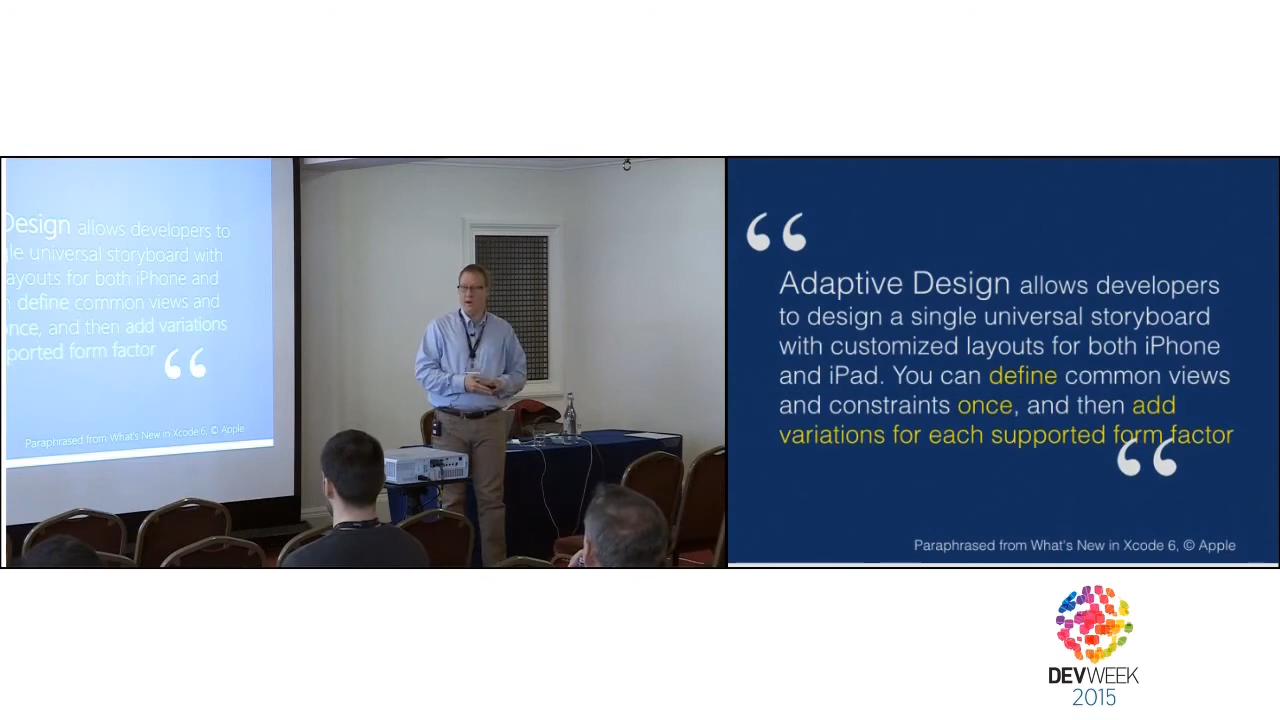 Design allows developers to
le universal storyboard with
ayouts for both iPhone and
define common views and
nce, and then add variations
ported form factor
Paraphrased from What's New in Xcode 6, © Apple
“
Adaptive Design allows developers
to design a single universal storyboard
with customized layouts for both iPhone
and iPad. You can define common views
and constraints once, and then add
variations for each supported form factor
“
Paraphrased from What's New in Xcode 6, © Apple
DEVWEEK
2015